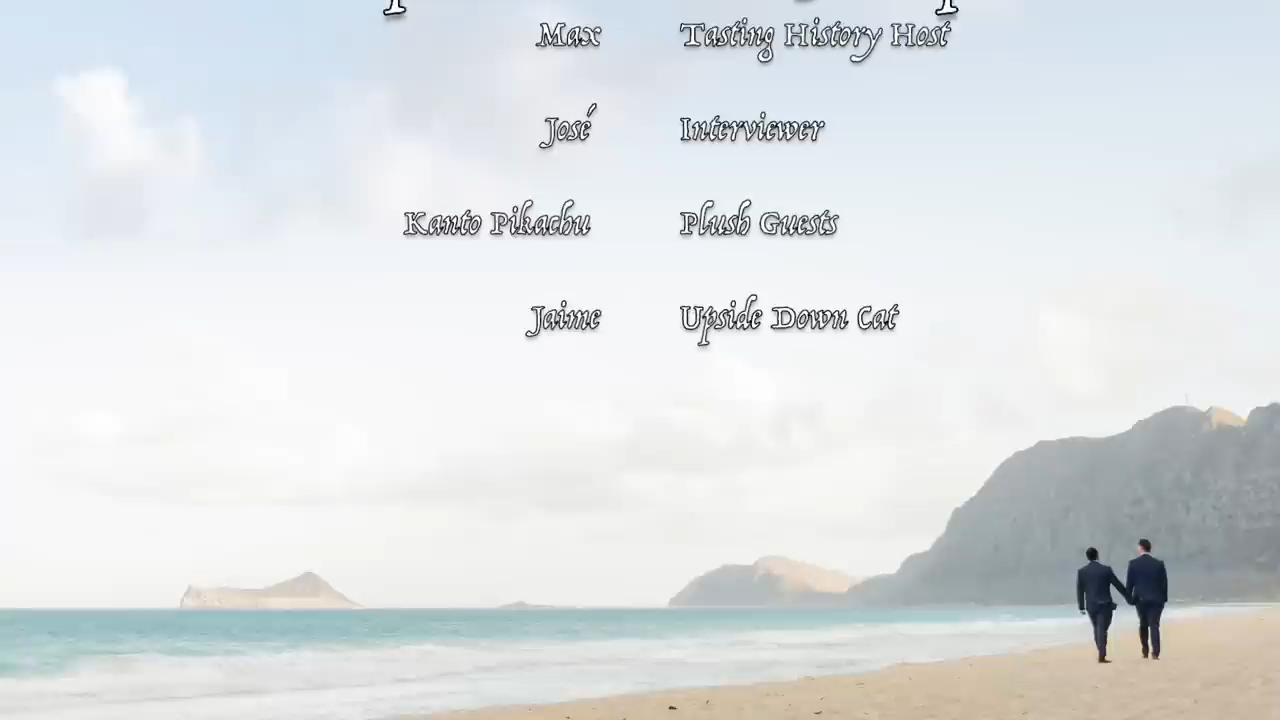 Max Tasting History Host
José Interviewer
Kanto Pikachu Plush Guests
Jaime Upside Down Cat